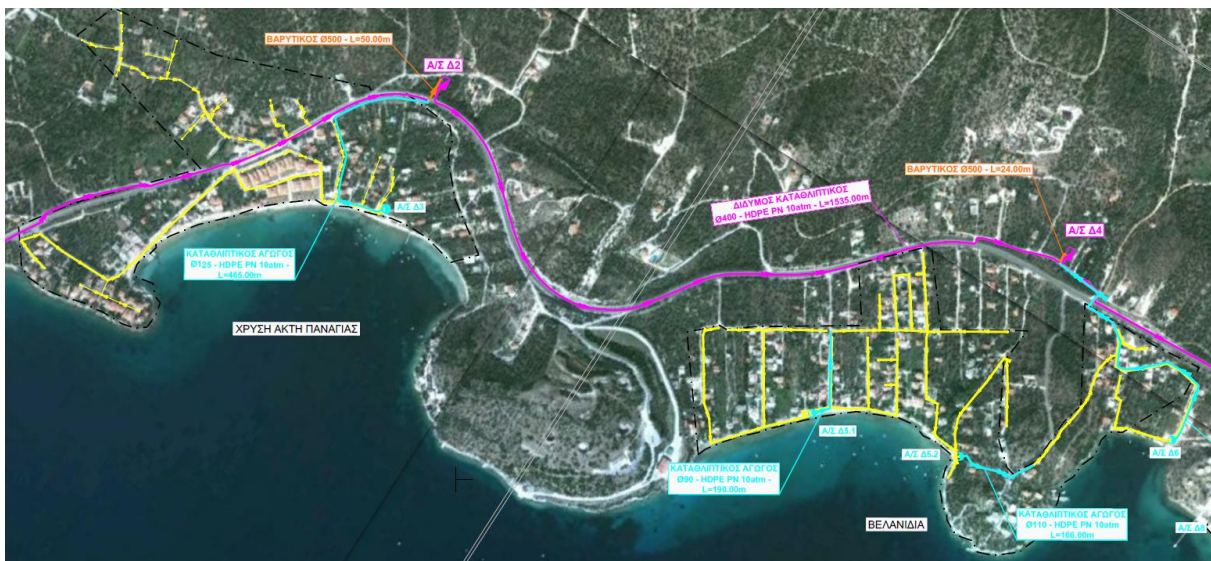 ΒΑΡΥΤΙΚΟΣ Ø500 - L=50.00m
Α/Σ Δ2
ΒΑΡΥΤΙΚΟΣ Ø500 - L=24.00m
ΔΙΔΥΜΟΣ ΚΑΤΑΘΛΙΠΤΙΚΟΣ
Ø400 - HDPE PN 10atm - L=1535.00m
Α/Σ Δ3
Α/Σ Δ4
ΚΑΤΑΘΛΙΠΤΙΚΟΣ ΑΓΩΓΟΣ
Ø125 - HDPE PN 10atm -
L=465.00m
ΧΡΥΣΗ ΑΚΤΗ ΠΑΝΑΓΙΑΣ
Α/Σ Δ5.1
Α/Σ Δ5.2
Α/Σ Δ6
ΚΑΤΑΘΛΙΠΤΙΚΟΣ ΑΓΩΓΟΣ
Ø90 - HDPE PN 10atm -
L=190.00m
ΒΕΛΑΝΙΔΙΑ
ΚΑΤΑΘΛΙΠΤΙΚΟΣ ΑΓΩΓΟΣ
Ø110 - HDPE PN 10atm
L=166.00m
Α/Σ Δ8